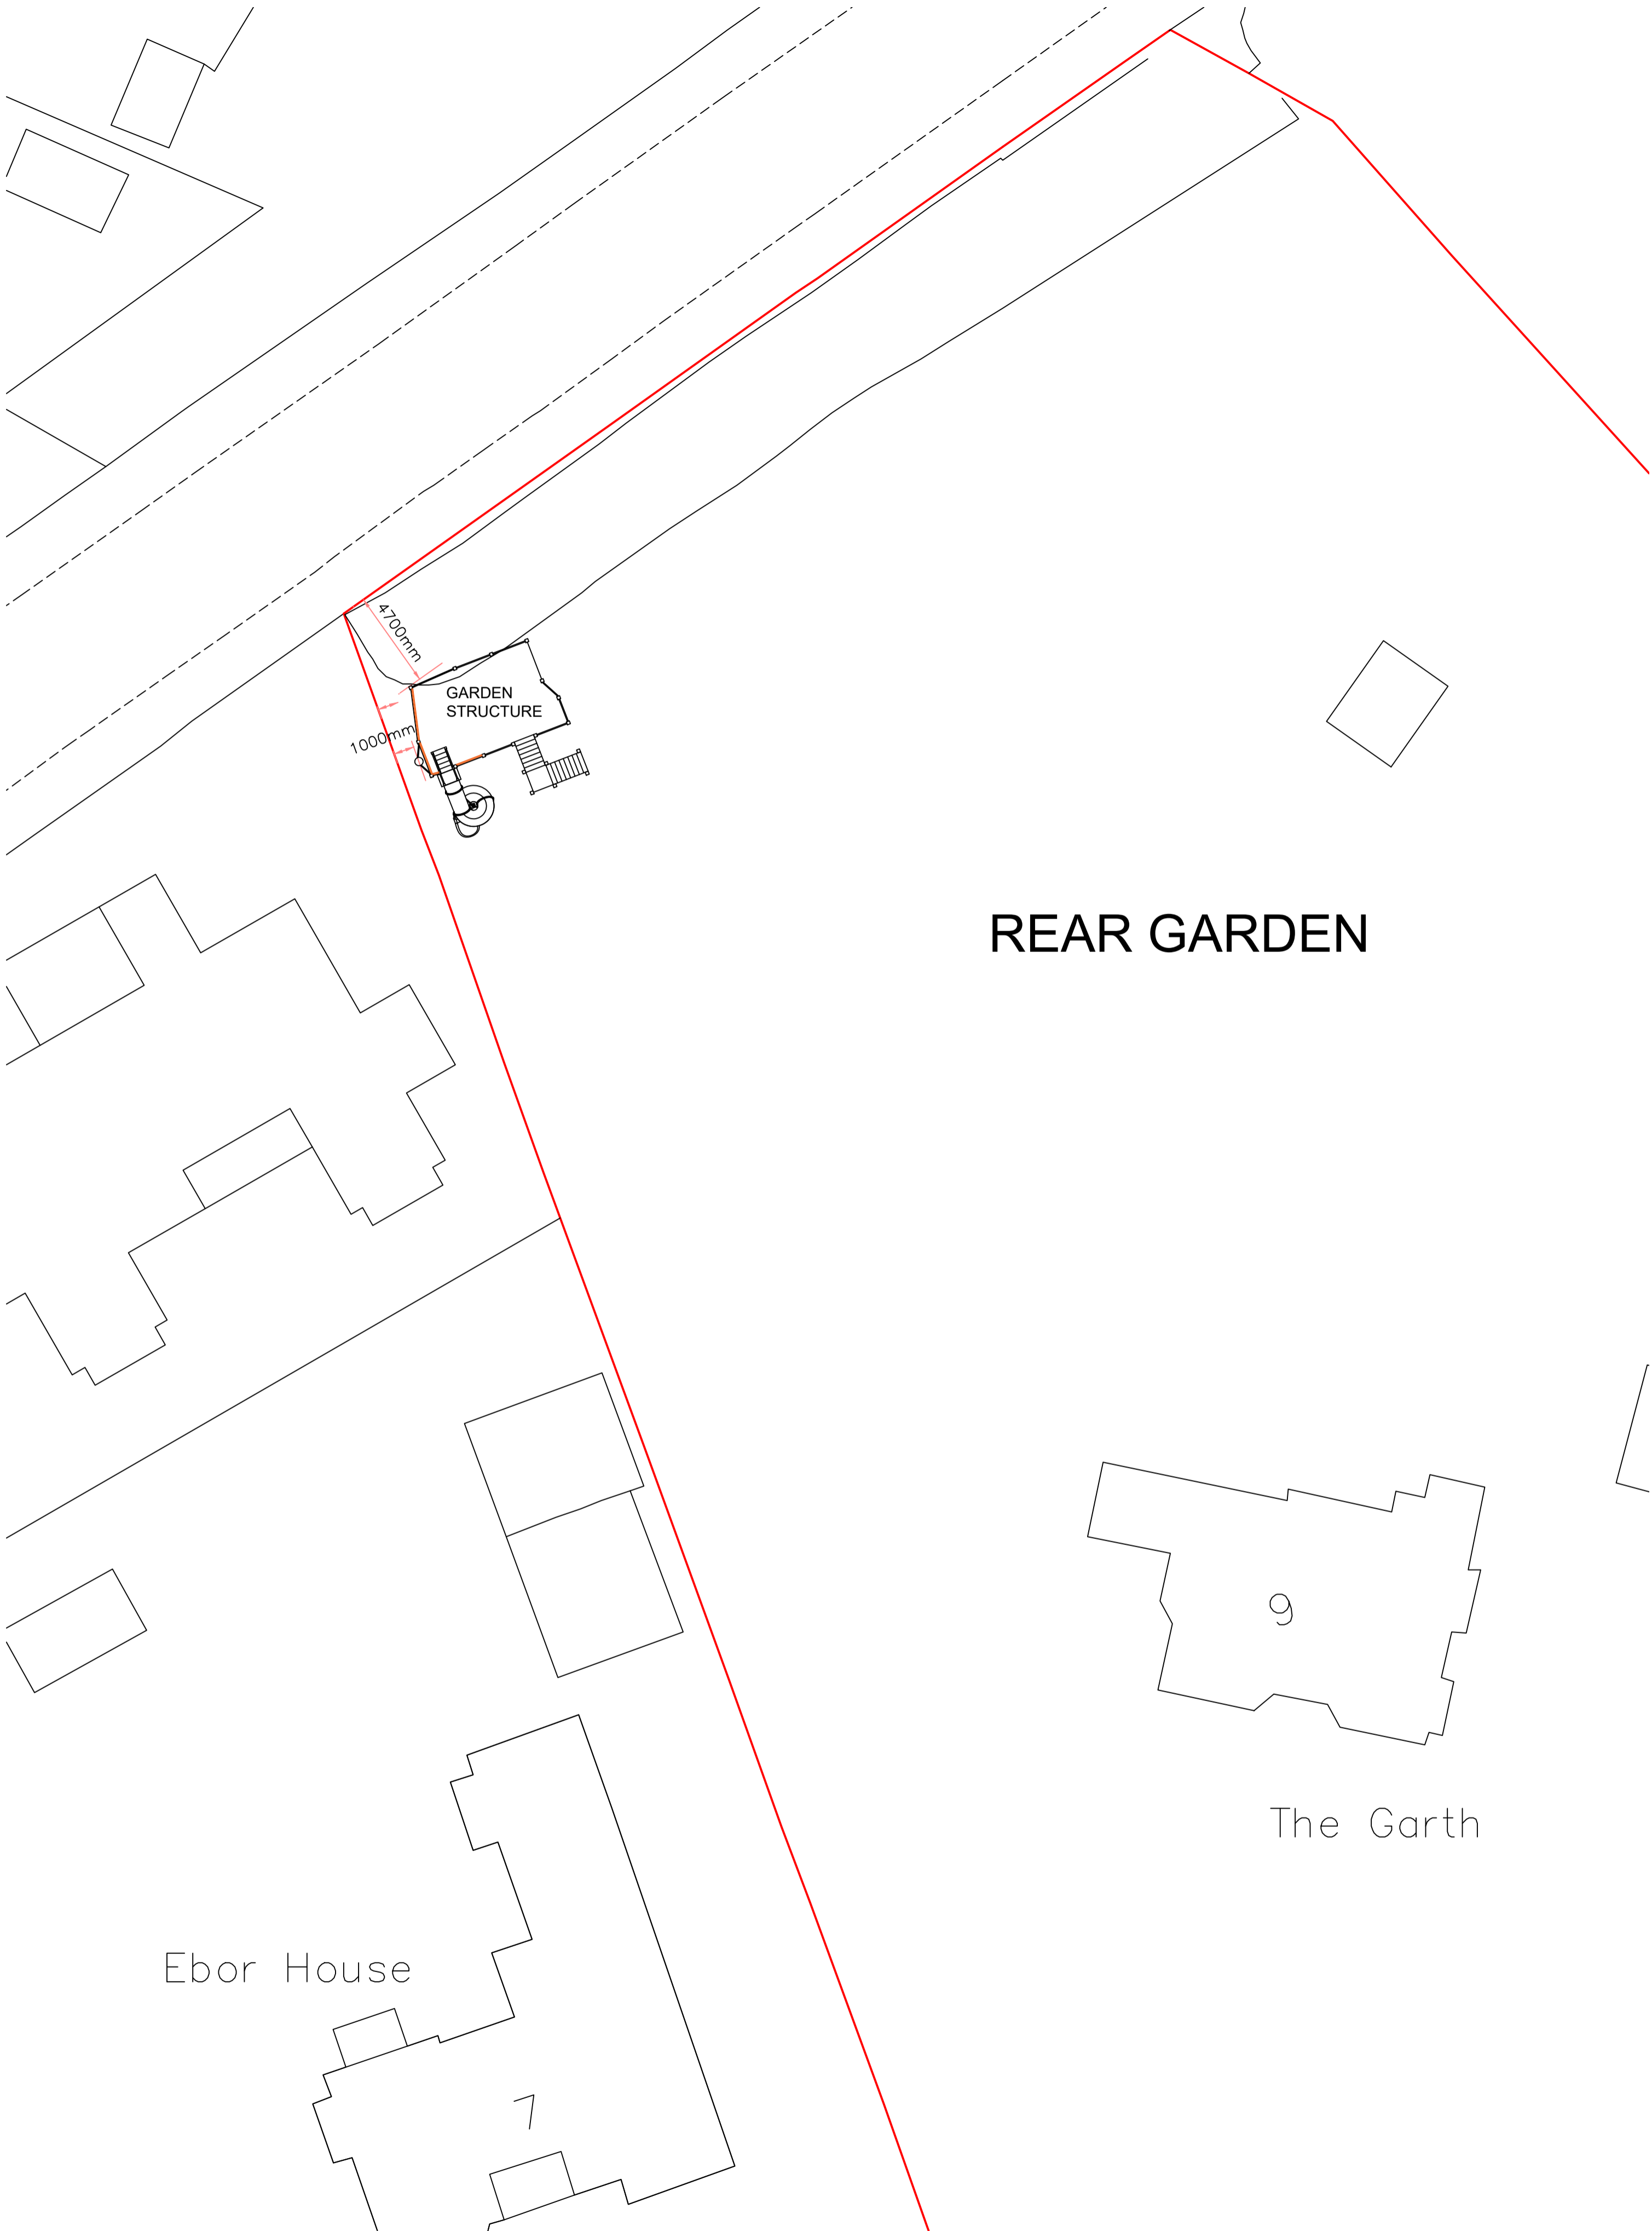 4700mm
GARDEN
STRUCTURE
1000mm
REAR GARDEN
9
The Garth
Ebor House
7